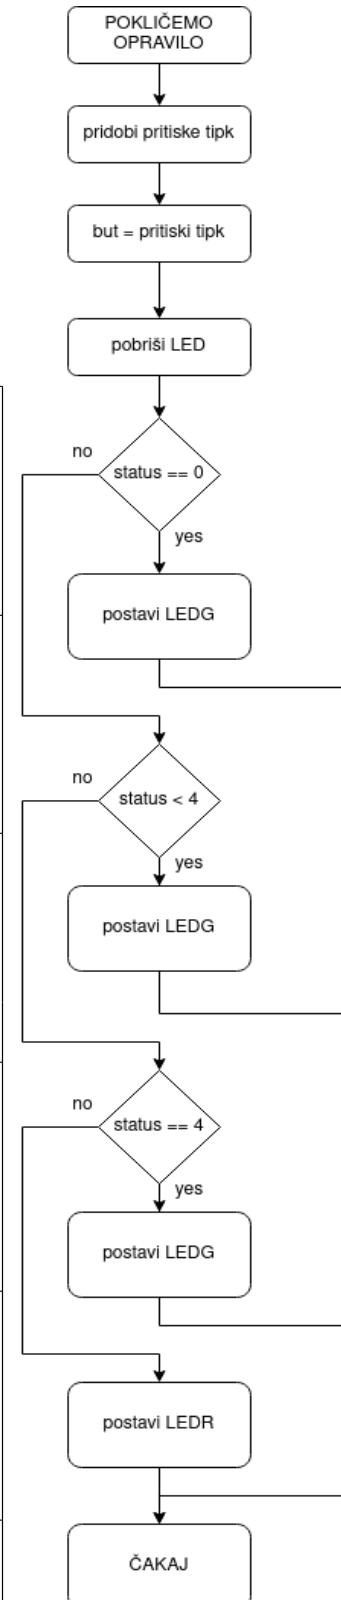 POKLIČEMO
OPRAVILO
pridobi pritiske tipk
but = pritiski tipk
pobriši LED
no
status == 0
yes
postavi LEDG
no
status < 4
yes
postavi LEDG
no
status == 4
yes
postavi LEDG
postavi LEDR
ČAKAJ